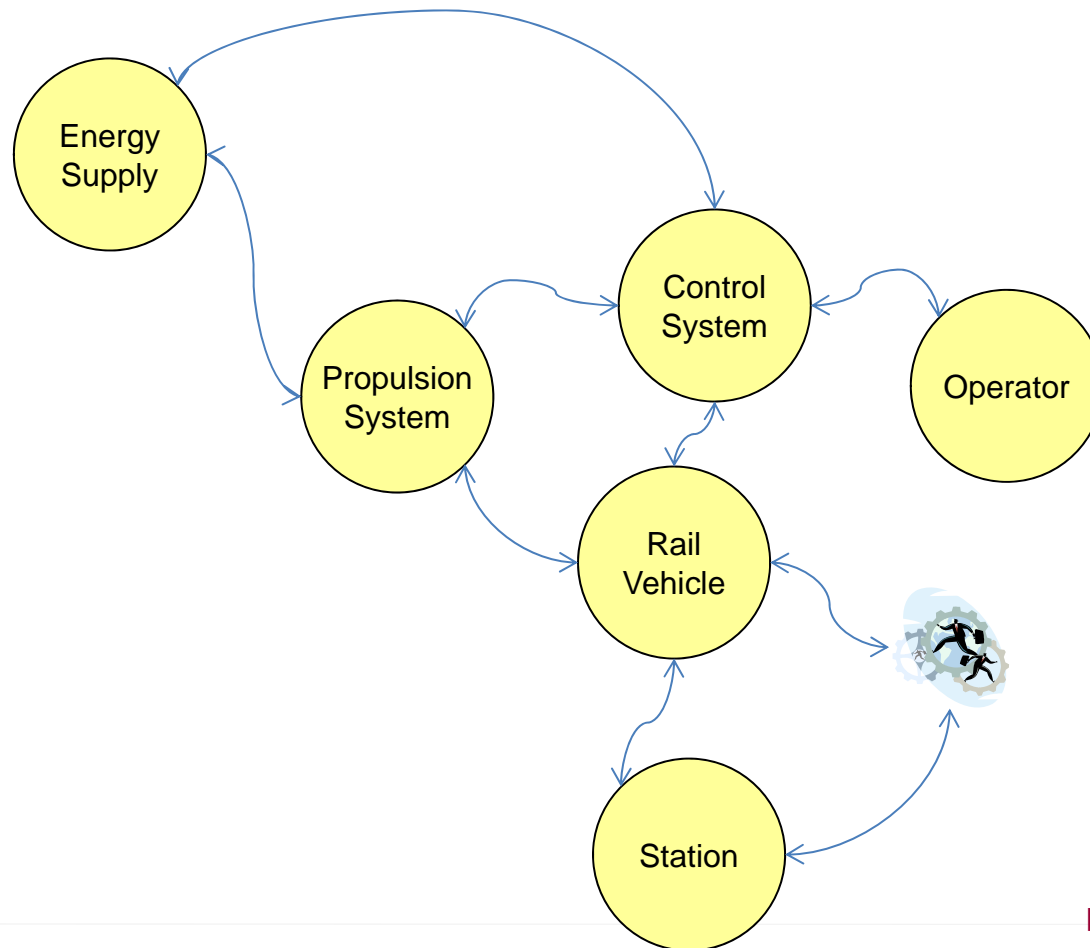 Energy
Supply
Control
System
Propulsion
System
Operator
Rail
Vehicle
Station